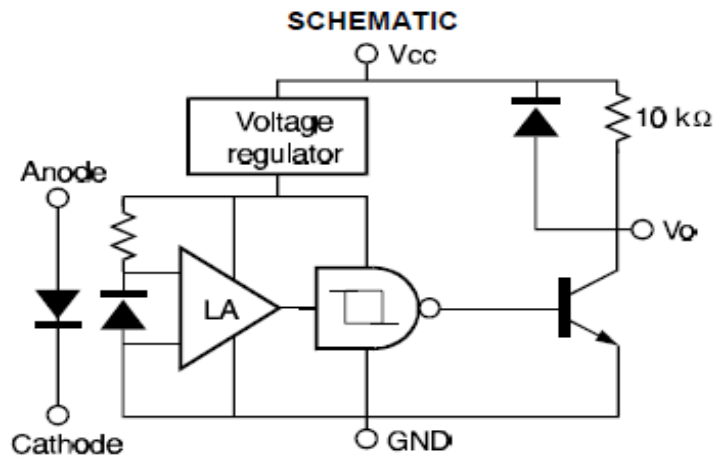 SCHEMATIC
Vcc
Voltage
regulator
10 kΩ
Anode
Vo
LA
Cathode
GND